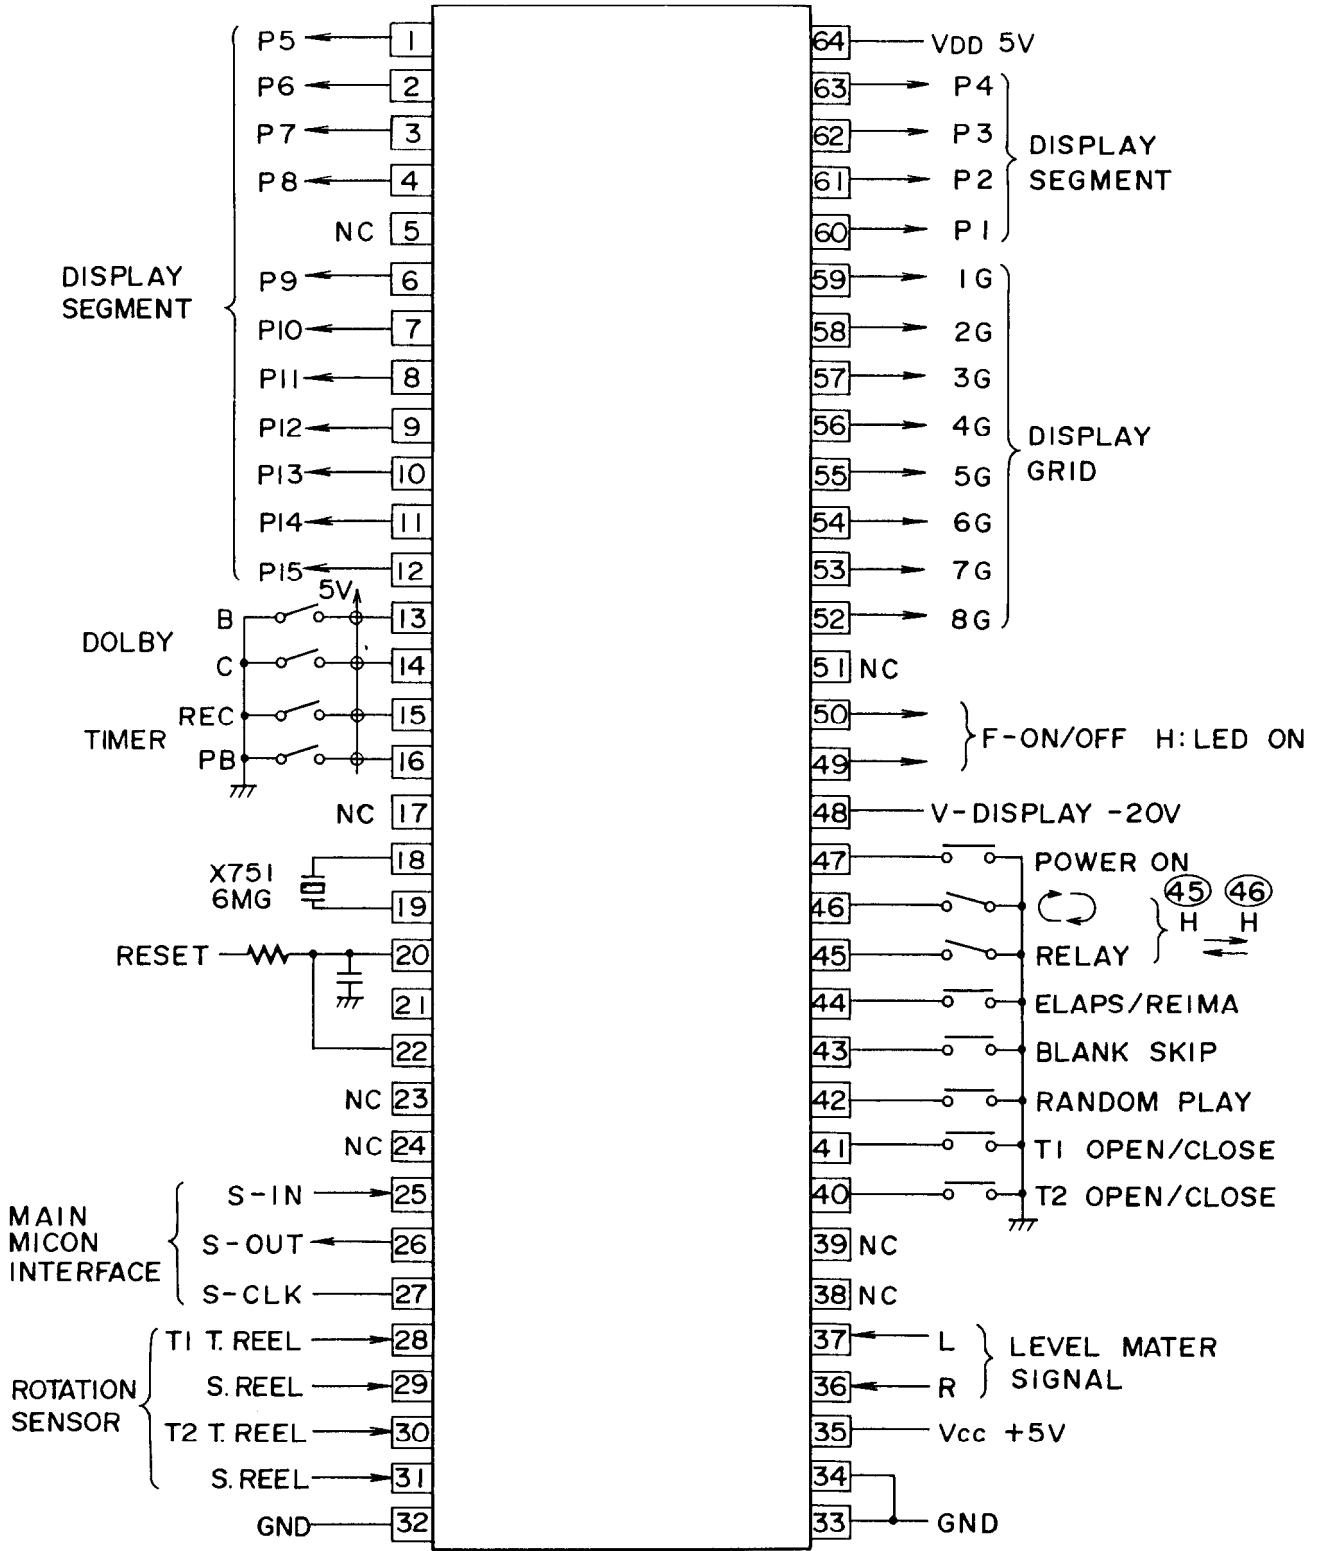 P5 1
P6 2
P7 3
P8 4
NC 5
P9 6
P10 7
P11 8
P12 9
P13 10
P14 11
P15 12
DISPLAY
SEGMENT
5V
B 13
DOLBY
C 14
REC 15
TIMER
PB 16
NC 17
X751
6MG
18
19
RESET 20
21
22
NC 23
NC 24
MAIN
MICON
INTERFACE
S-IN 25
S-OUT 26
S-CLK 27
ROTATION
SENSOR
T1 T. REEL 28
S. REEL 29
T2 T. REEL 30
S. REEL 31
GND 32
64 VDD 5V
63 P4
62 P3
61 P2
60 P1
DISPLAY
SEGMENT
59 1G
58 2G
57 3G
56 4G
55 5G
54 6G
53 7G
52 8G
DISPLAY
GRID
51 NC
50
49
F-ON/OFF H:LED ON
48 V-DISPLAY -20V
47 POWER ON
46
45 RELAY
45 46
H H
44 ELAPS/REIMA
43 BLANK SKIP
42 RANDOM PLAY
41 T1 OPEN/CLOSE
40 T2 OPEN/CLOSE
39 NC
38 NC
37 L
36 R
LEVEL MATER
SIGNAL
35 Vcc +5V
34
33 GND